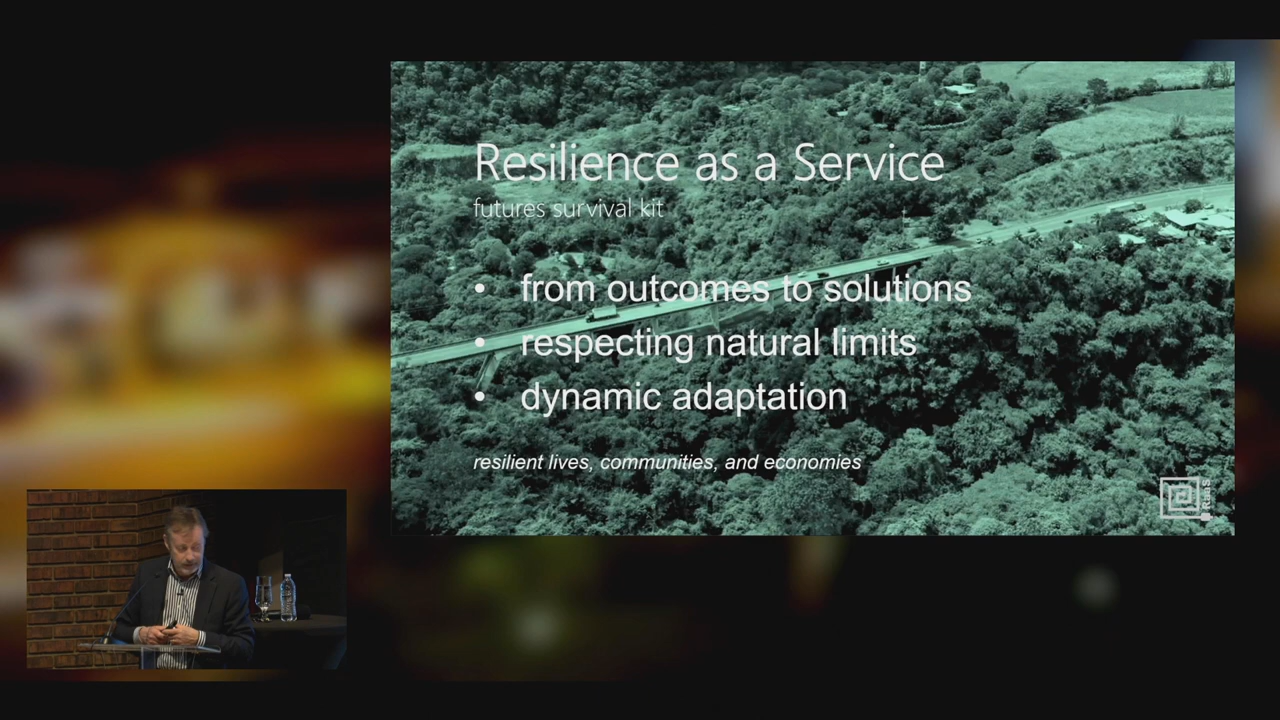 Resilience as a Service
futures survival kit
• from outcomes to solutions
• respecting natural limits
• dynamic adaptation
resilient lives, communities, and economies